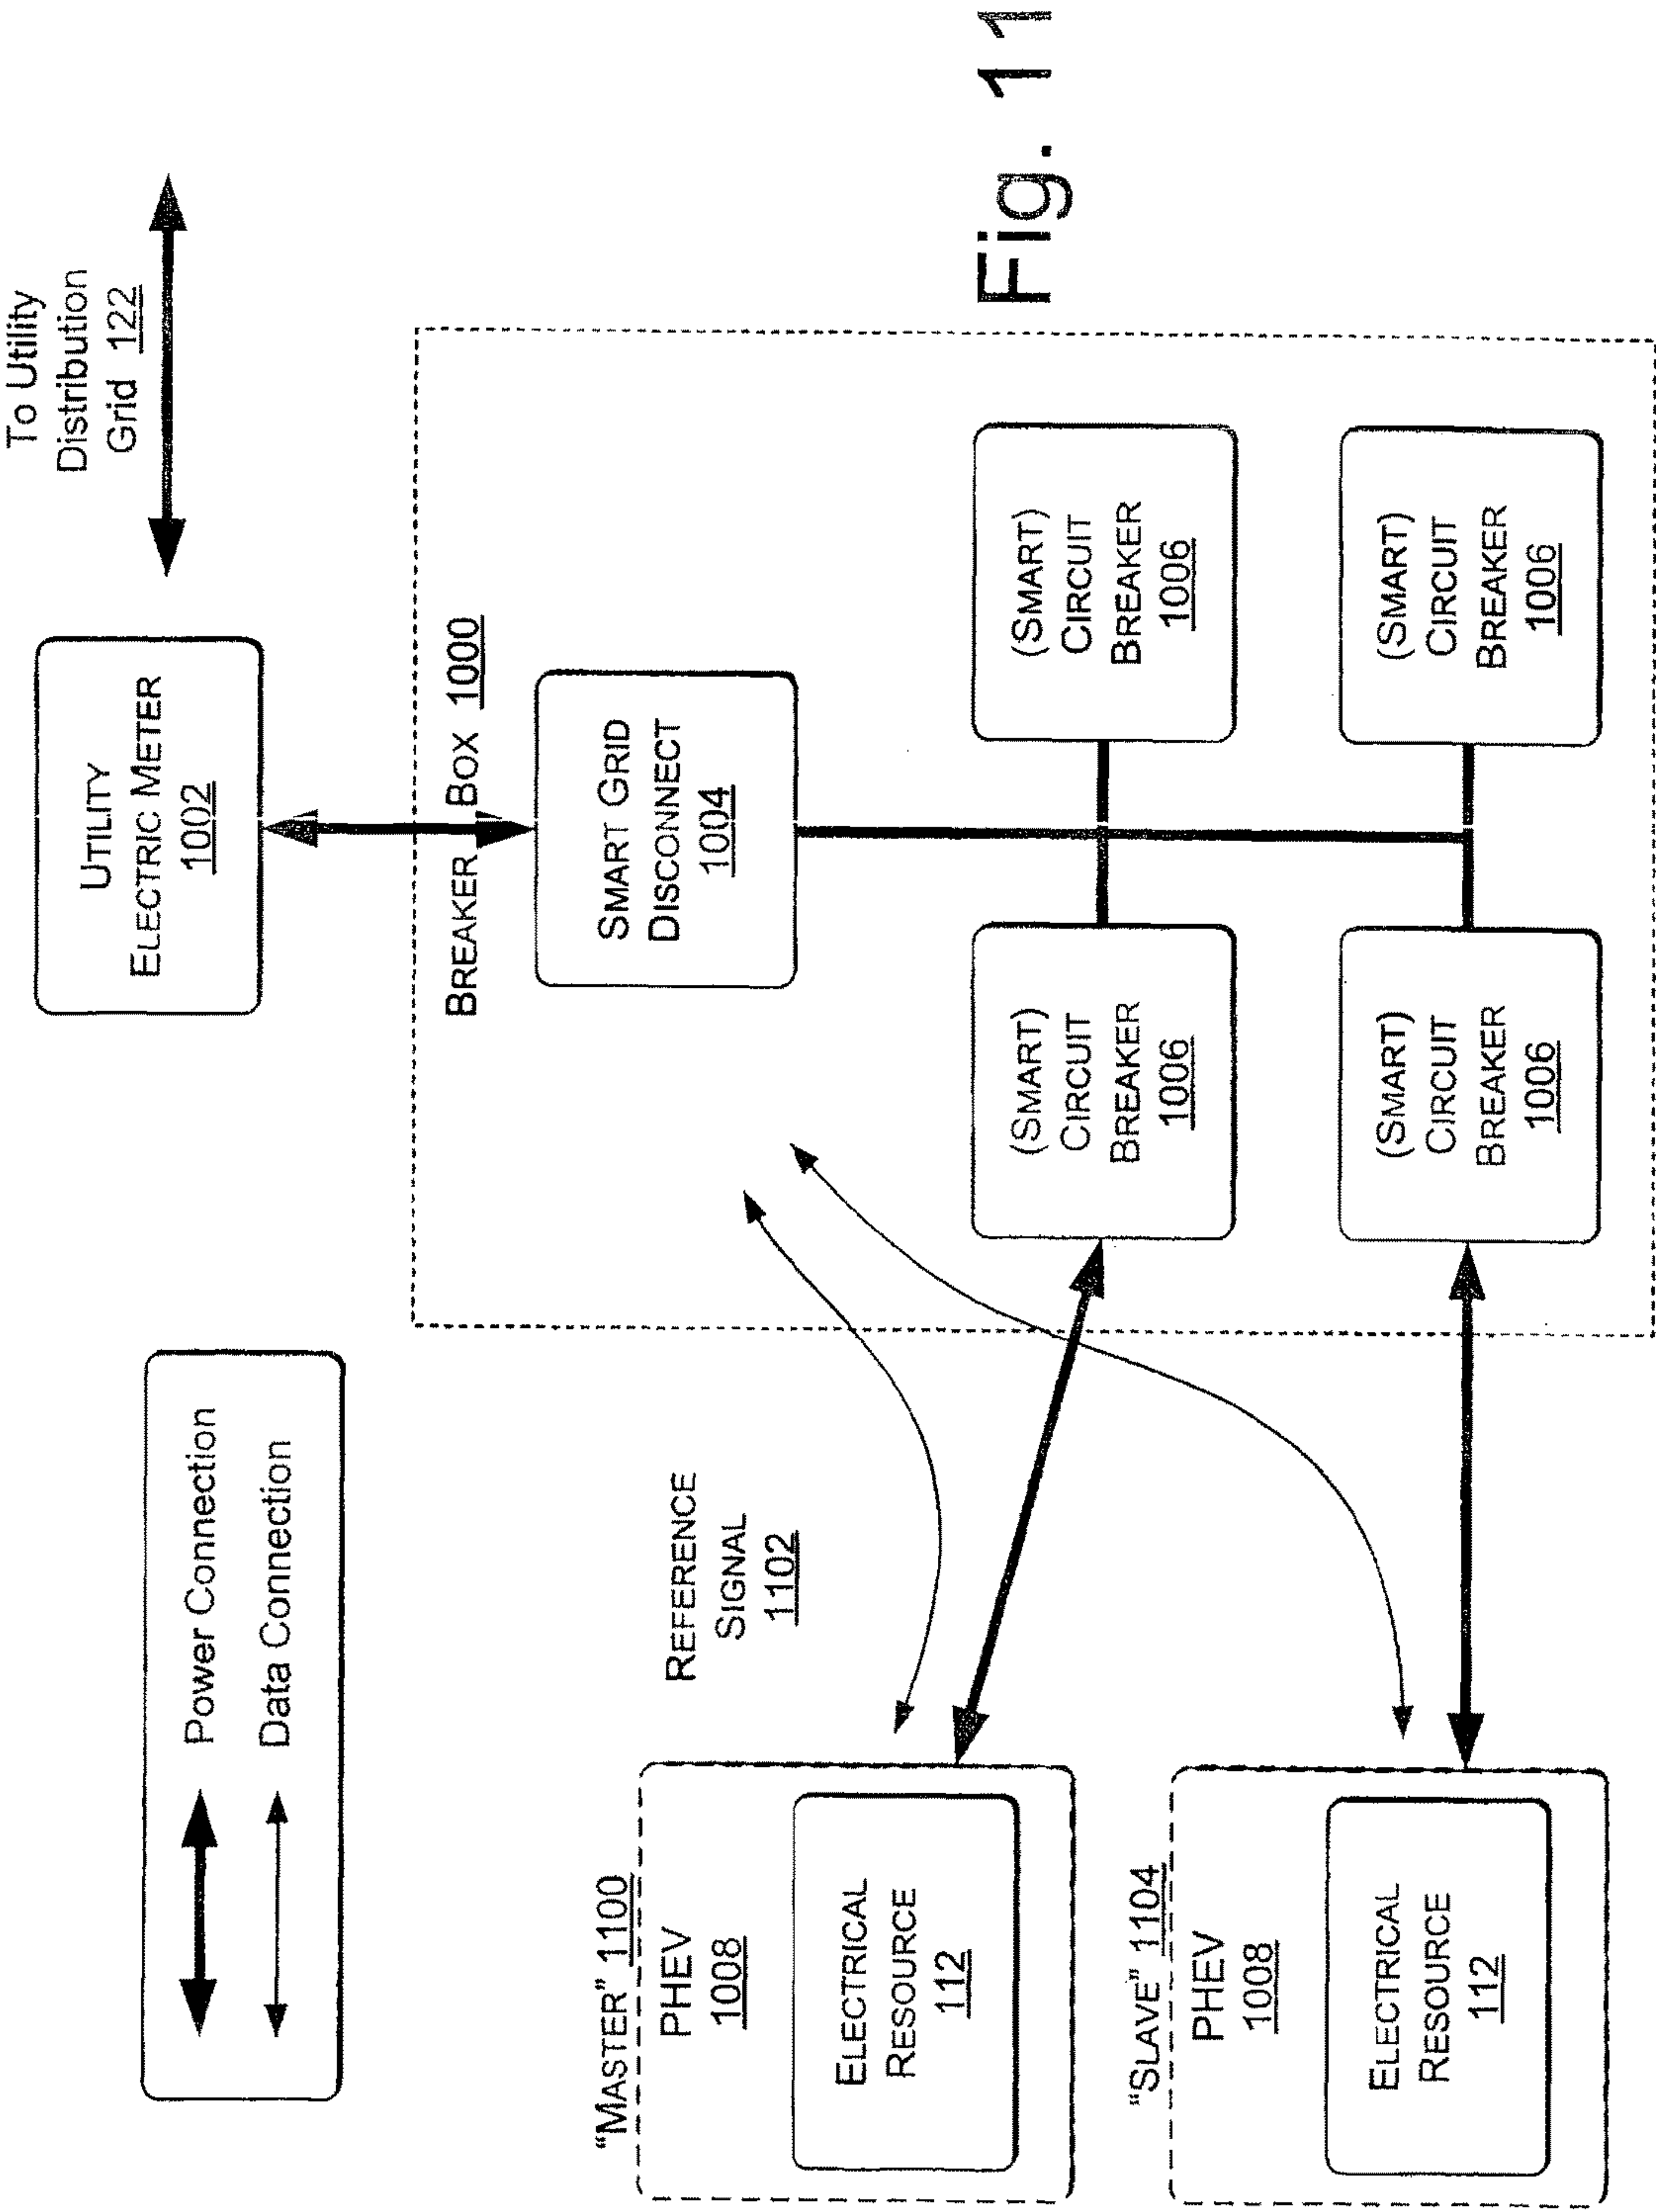 Power Connection
Data Connection
To Utility
Distribution
Grid 122
UTILITY
ELECTRIC METER
1002
BREAKER BOX 1000
SMART GRID
DISCONNECT
1004
REFERENCE
SIGNAL
1102
"MASTER" 1100
PHEV
1008
ELECTRICAL
RESOURCE
112
(SMART)
CIRCUIT
BREAKER
1006
(SMART)
CIRCUIT
BREAKER
1006
"SLAVE" 1104
PHEV
1008
ELECTRICAL
RESOURCE
112
(SMART)
CIRCUIT
BREAKER
1006
(SMART)
CIRCUIT
BREAKER
1006
Fig. 11